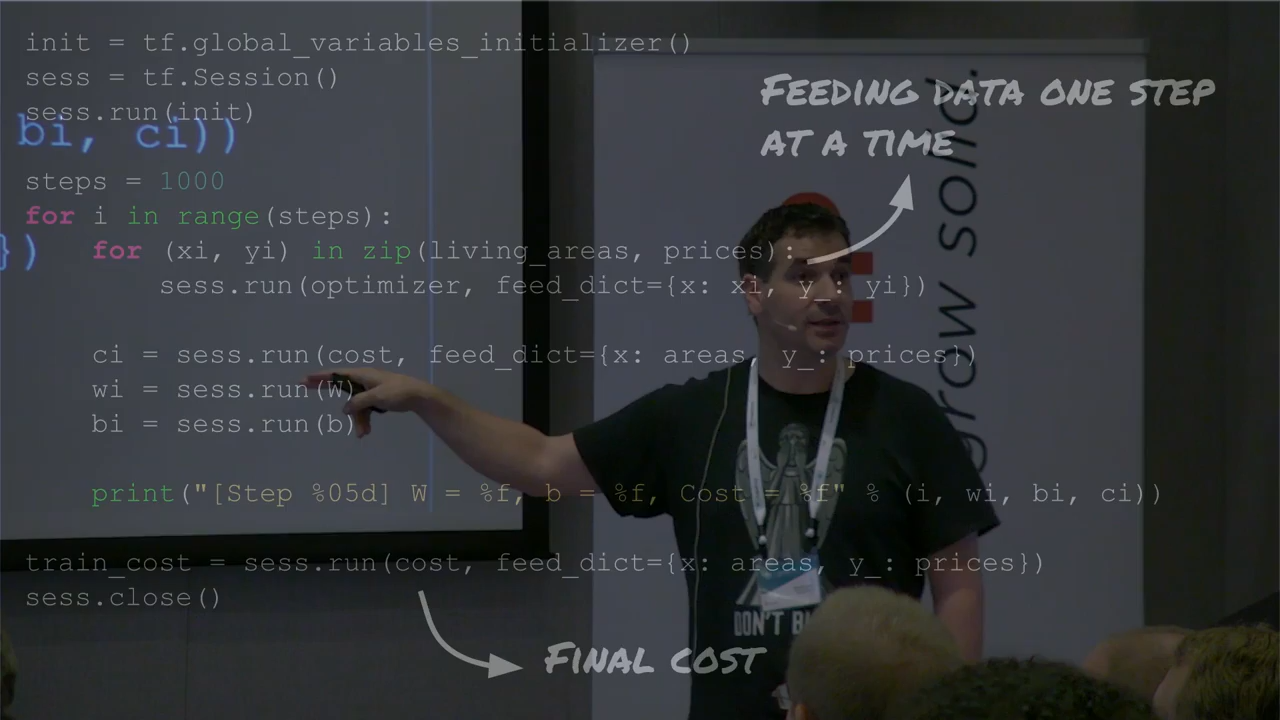 init = tf.global_variables_initializer()
sess = tf.Session()
sess.run(init)
bi, ci))
steps = 1000
for i in range(steps):
})
for (xi, yi) in zip(living_areas, prices):
sess.run(optimizer, feed_dict={x: xi, y_: yi})
ci = sess.run(cost, feed_dict={x: areas, y_: prices})
wi = sess.run(W)
bi = sess.run(b)
print("[Step %05d] W = %f, b = %f, Cost = %f" % (i, wi, bi, ci))
train_cost = sess.run(cost, feed_dict={x: areas, y_: prices})
sess.close()
FEEDING DATA ONE STEP
AT A TIME
FINAL COST
grow solid.
DON'T